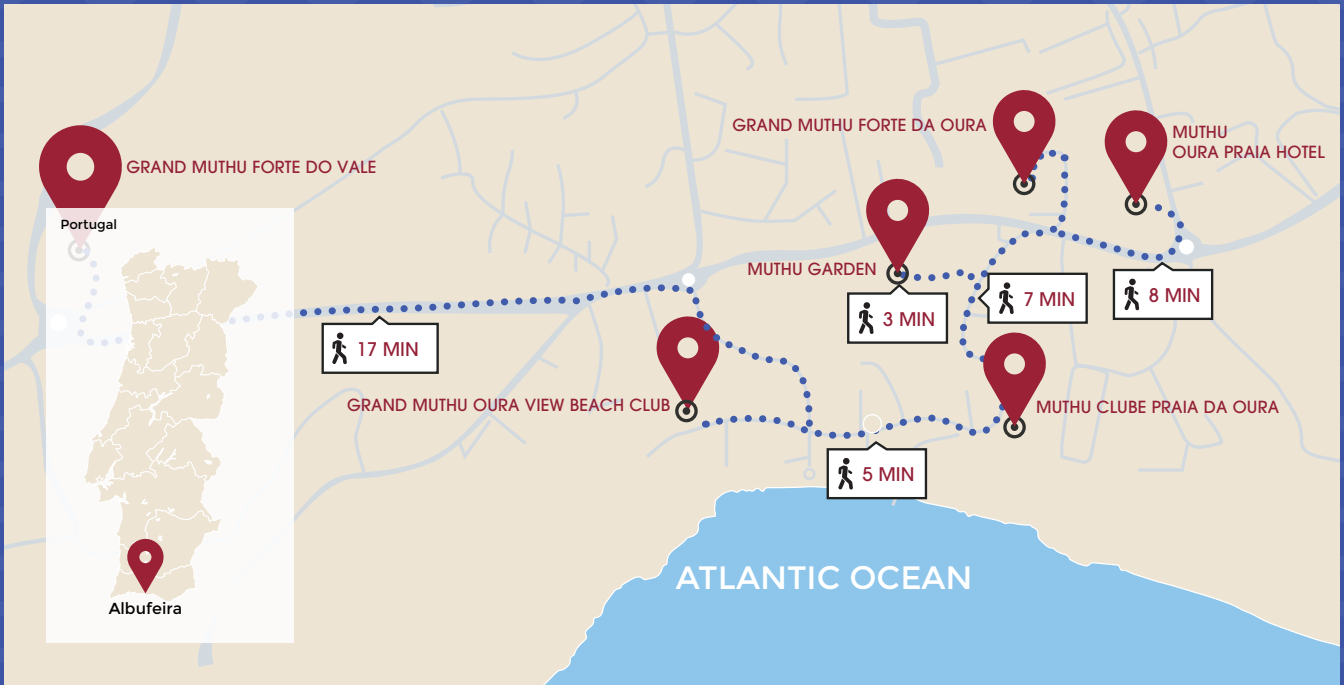 GRAND MUTHU FORTE DO VALE
Portugal
Albufeira
17 MIN
GRAND MUTHU OURA VIEW BEACH CLUB
GRAND MUTHU FORTE DA OURA
MUTHU
OURA PRAIA HOTEL
MUTHU GARDEN
3 MIN
7 MIN
8 MIN
MUTHU CLUBE PRAIA DA OURA
5 MIN
ATLANTIC OCEAN